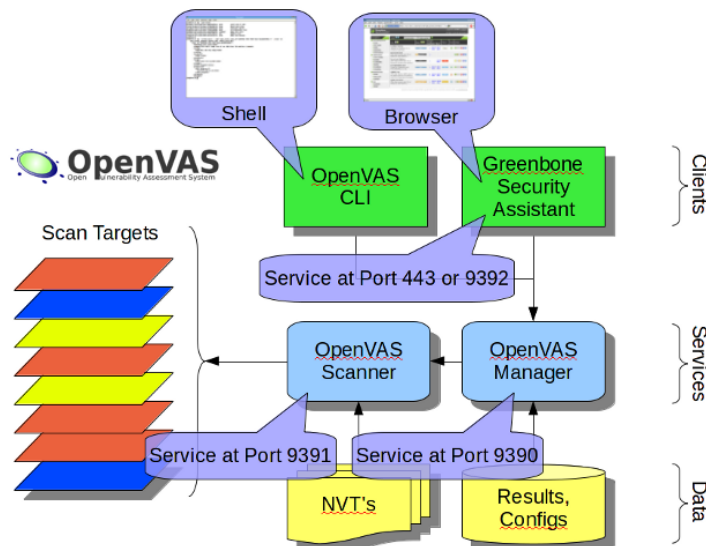 Shell
Browser
OpenVAS
Open Vulnerability Assessment System
OpenVAS
CLI
Greenbone
Security
Assistant
Clients
Scan Targets
Service at Port 443 or 9392
OpenVAS
Scanner
OpenVAS
Manager
Services
Service at Port 9391
Service at Port 9390
NVT's
Results,
Configs
Data